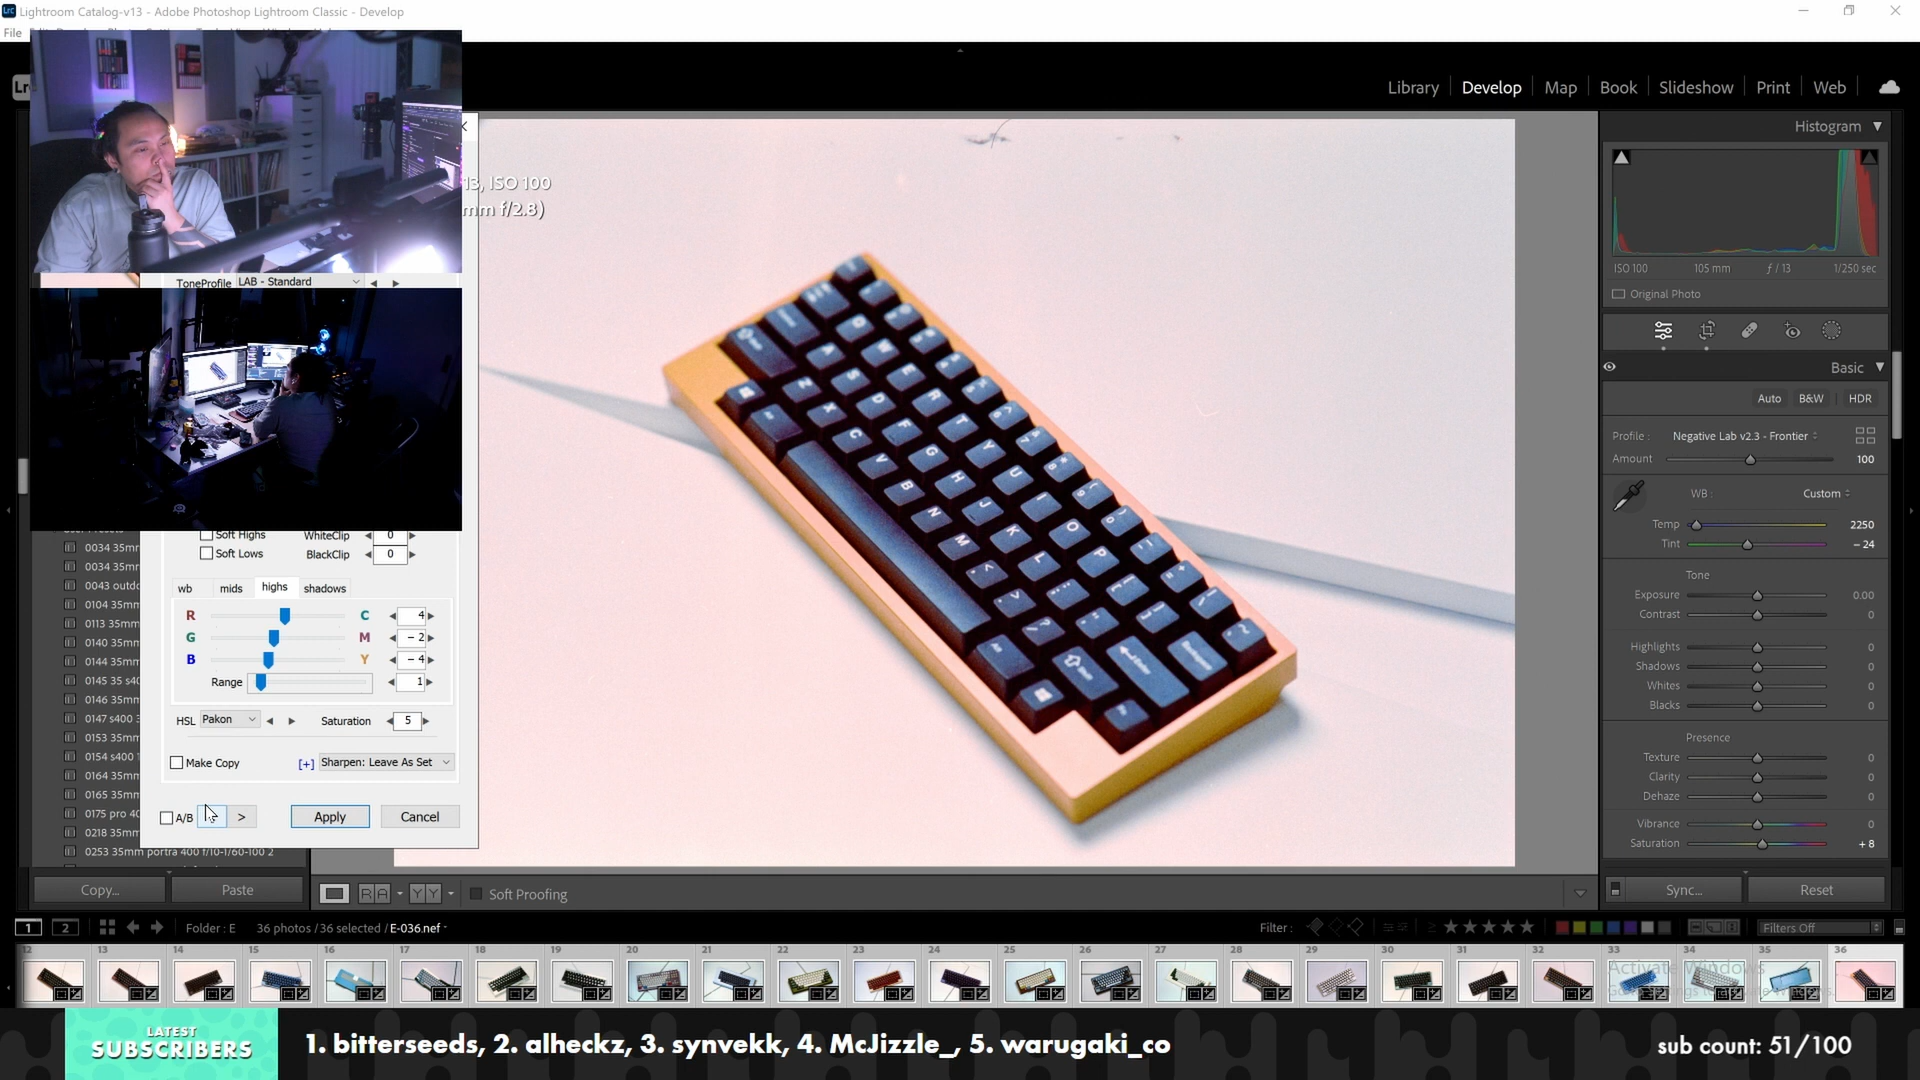 Lightroom Catalog-v13 - Adobe Photoshop Lightroom Classic - Develop
File
Library
Develop
Map
Book
Slideshow
Print
Web
13, ISO 100
mm f/2.8)
ToneProfile LAB - Standard
Soft Highs WhiteClip 0
Soft Lows BlackClip 0
wb mids highs shadows
R C 4
G M - 2
B Y - 4
Range 1
HSL Pakon Saturation 5
Make Copy [+] Sharpen: Leave As Set
A/B > Apply Cancel
0034 35mm
0034 35mm
0043 outdo
0104 35mm
0113 35mm
0140 35mm
0144 35mm
0145 35 s40
0146 35mm
0147 s400 3
0153 35mm
0154 s400 1
0164 35mm
0165 35mm
0175 pro 40
0218 35mm
0253 35mm portra 400 f/10-1/60-100 2
Copy... Paste
Histogram
ISO 100 105 mm ƒ / 13 1/250 sec
Original Photo
Basic
Auto B&W HDR
Profile : Negative Lab v2.3 - Frontier
Amount 100
WB : Custom
Temp 2250
Tint - 24
Tone
Exposure 0.00
Contrast 0
Highlights 0
Shadows 0
Whites 0
Blacks 0
Presence
Texture 0
Clarity 0
Dehaze 0
Vibrance 0
Saturation + 8
Sync... Reset
R A Y Y Soft Proofing
1 2 Folder : E 36 photos / 36 selected / E-036.nef
Filter : Filters Off
12 13 14 15 16 17 18 19 20 21 22 23 24 25 26 27 28 29 30 31 32 33 34 35 36
Activate Windows
LATEST
SUBSCRIBERS
1. bitterseeds, 2. alheckz, 3. synvekk, 4. McJizzle_, 5. warugaki_co
sub count: 51/100